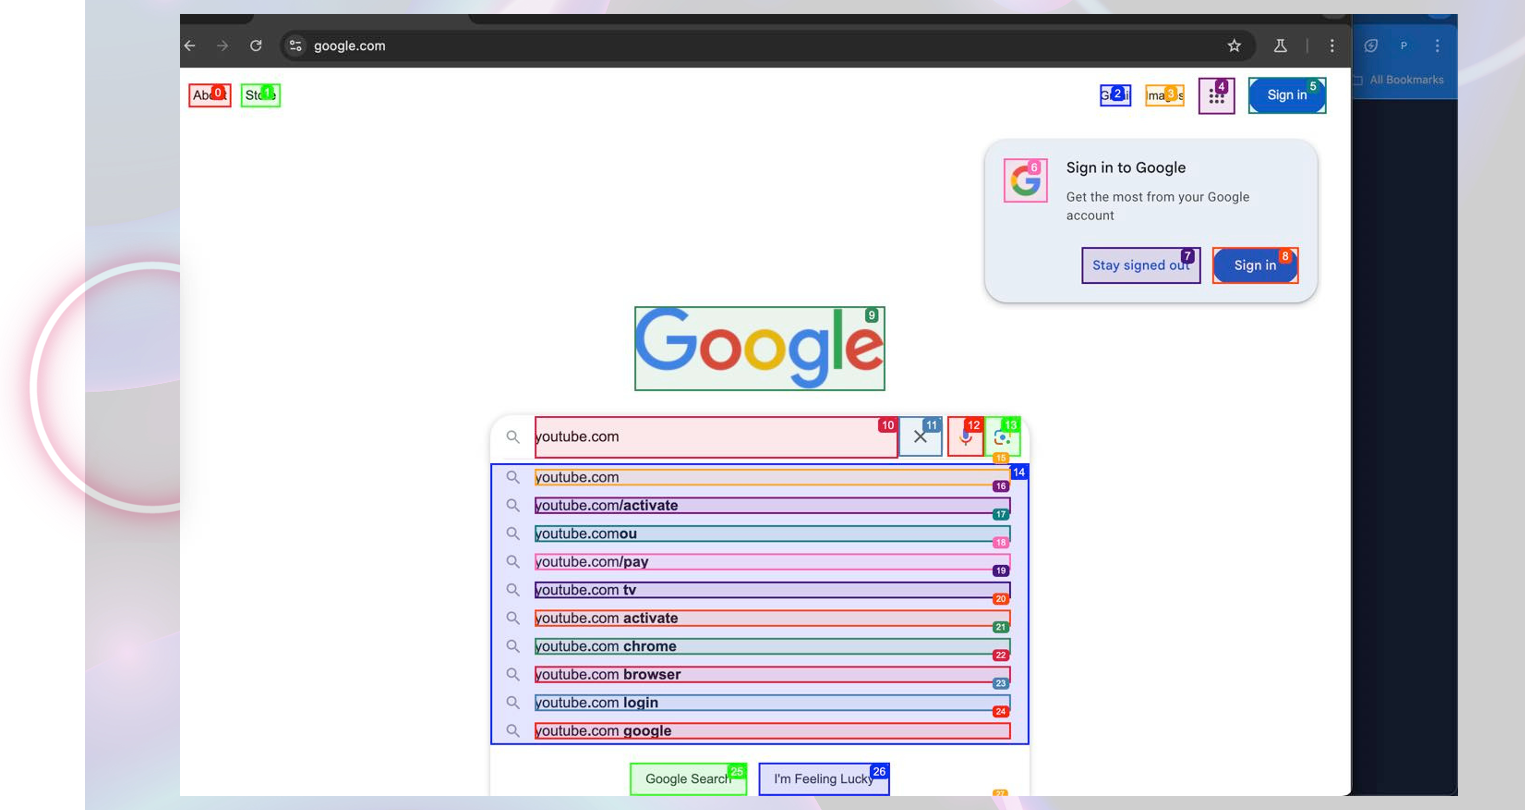 google.com
P
All Bookmarks
0
1
2
3
4
5
Sign in
6
Sign in to Google
Get the most from your Google
account
7
Stay signed out
8
Sign in
9
Google
10
youtube.com
11
12
13
14
15
youtube.com
16
youtube.com/activate
17
youtube.comou
18
youtube.com/pay
19
youtube.com tv
20
youtube.com activate
21
youtube.com chrome
22
youtube.com browser
23
youtube.com login
24
youtube.com google
25
Google Search
26
I'm Feeling Lucky